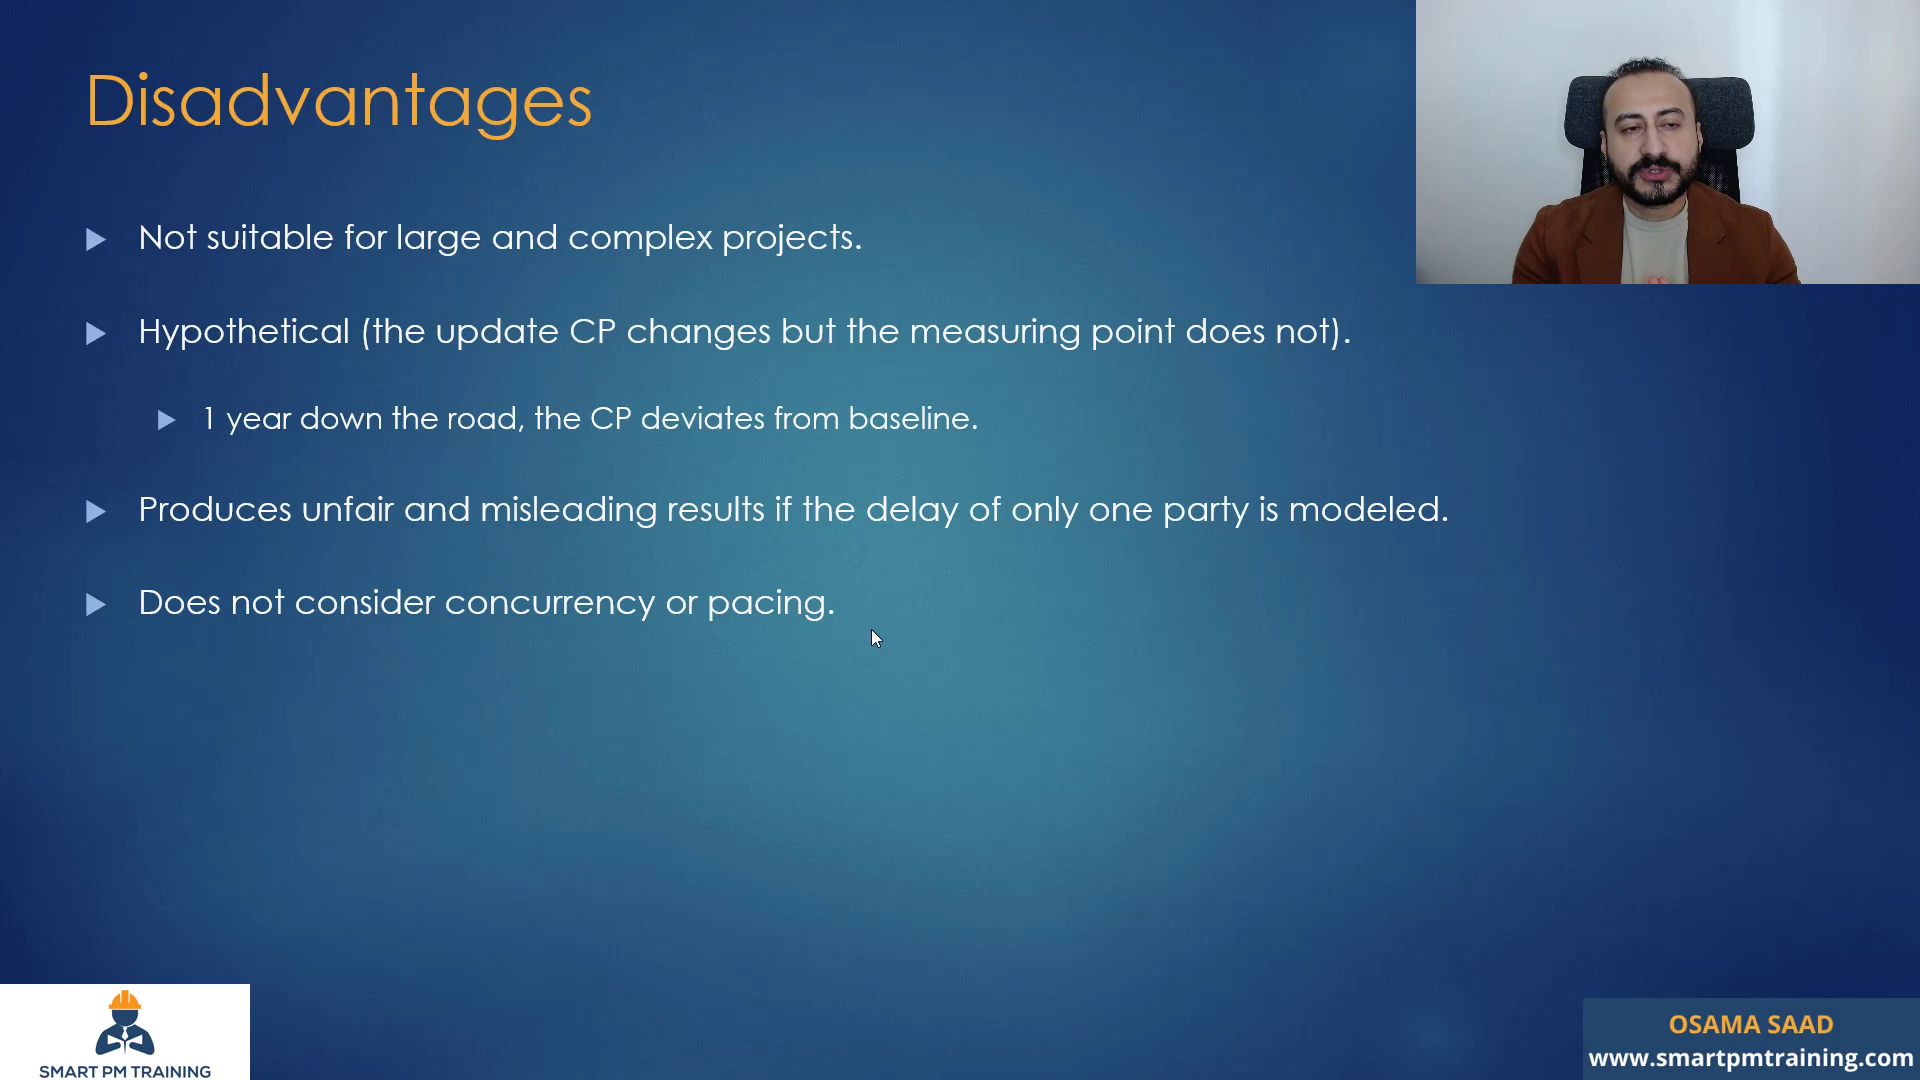 Disadvantages
Not suitable for large and complex projects.
Hypothetical (the update CP changes but the measuring point does not).
1 year down the road, the CP deviates from baseline.
Produces unfair and misleading results if the delay of only one party is modeled.
Does not consider concurrency or pacing.
SMART PM TRAINING
OSAMA SAAD
www.smartpmtraining.com